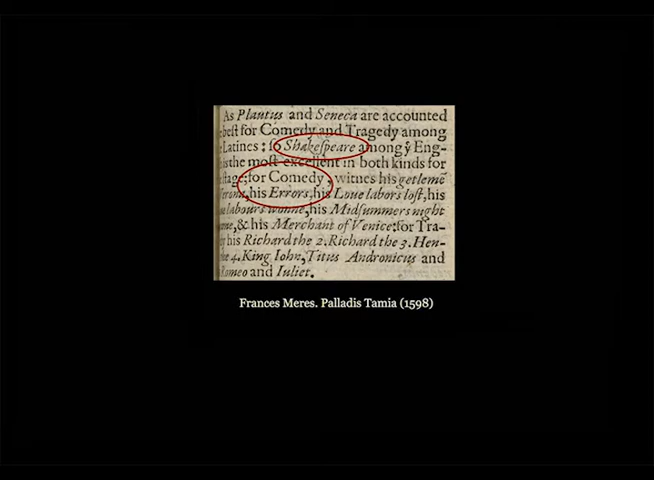 As Plautus and Seneca are accounted
best for Comedy and Tragedy among
Latines: so Shakespeare among yͤ Eng-
the most excellent in both kinds for
stage; for Comedy, witnes his getlemē
his Errors, his Loue labors lost, his
labours wonne, his Midsummers night
& his Merchant of Venice: for Tra-
his Richard the 2. Richard the 3. Hen-
4. King Iohn, Titus Andronicus and
Romeo and Iuliet.
Frances Meres. Palladis Tamia (1598)